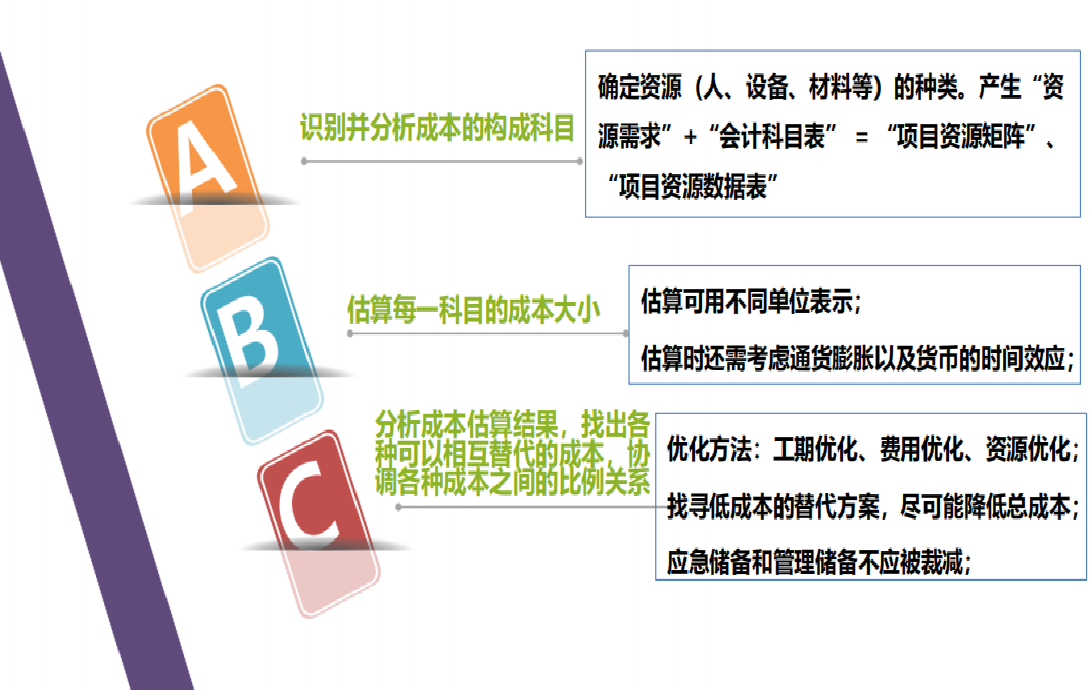 A
识别并分析成本的构成科目
确定资源（人、设备、材料等）的种类。产生“资
源需求”+“会计科目表” = “项目资源矩阵”、
“项目资源数据表”
B
估算每一科目的成本大小
估算可用不同单位表示；
估算时还需考虑通货膨胀以及货币的时间效应；
C
分析成本估算结果，找出各
种可以相互替代的成本，协
调各种成本之间的比例关系
优化方法：工期优化、费用优化、资源优化；
找寻低成本的替代方案，尽可能降低总成本；
应急储备和管理储备不应被裁减；